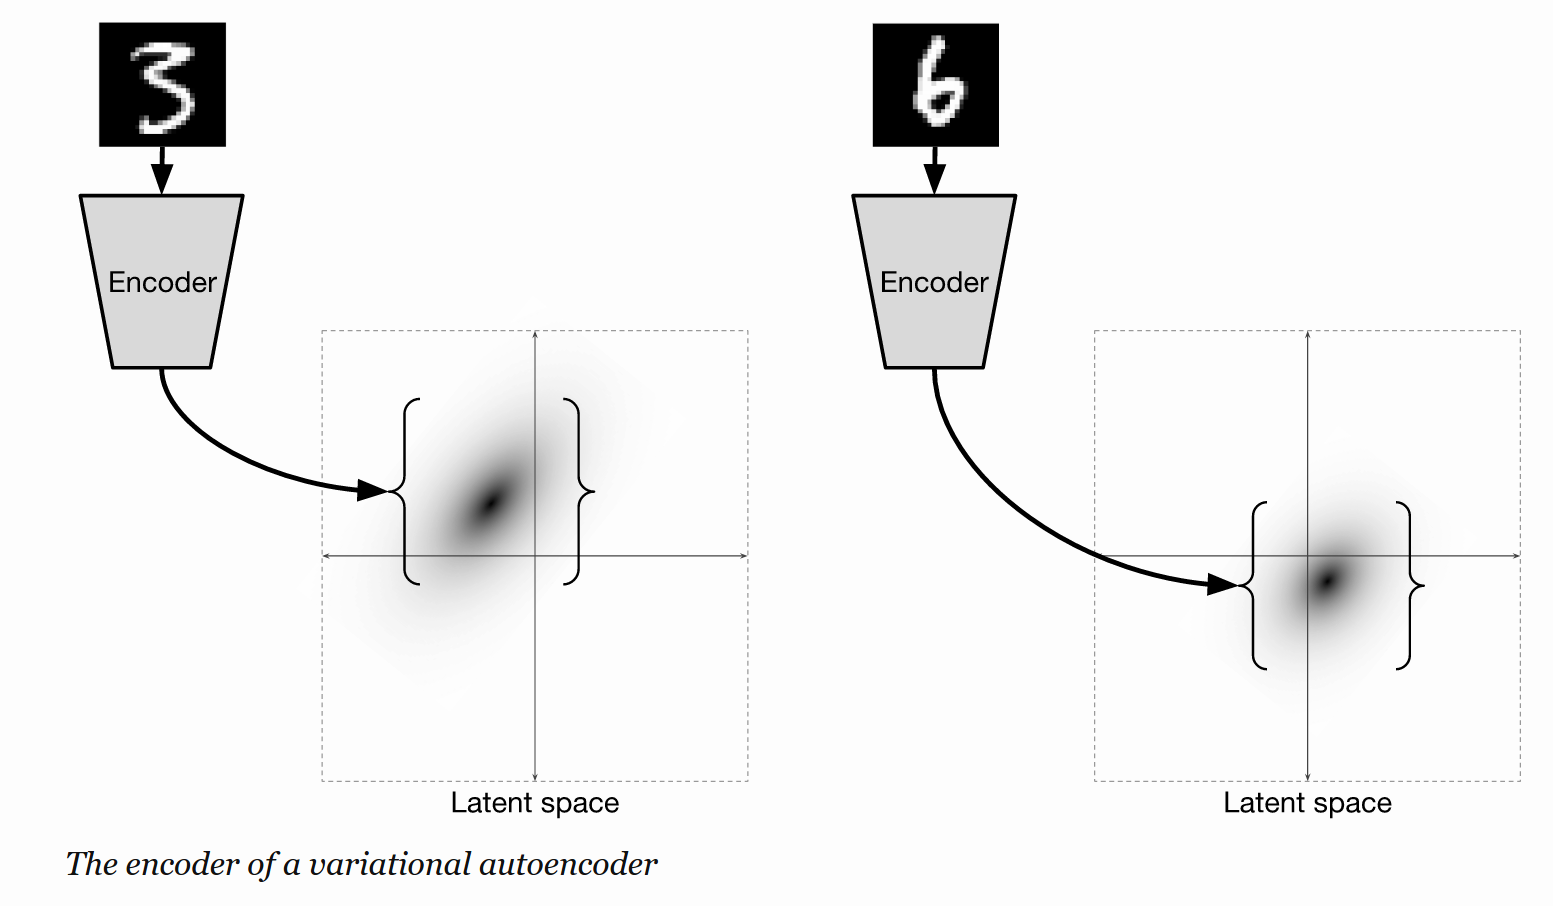 3
6
Encoder
Encoder
Latent space
Latent space
The encoder of a variational autoencoder